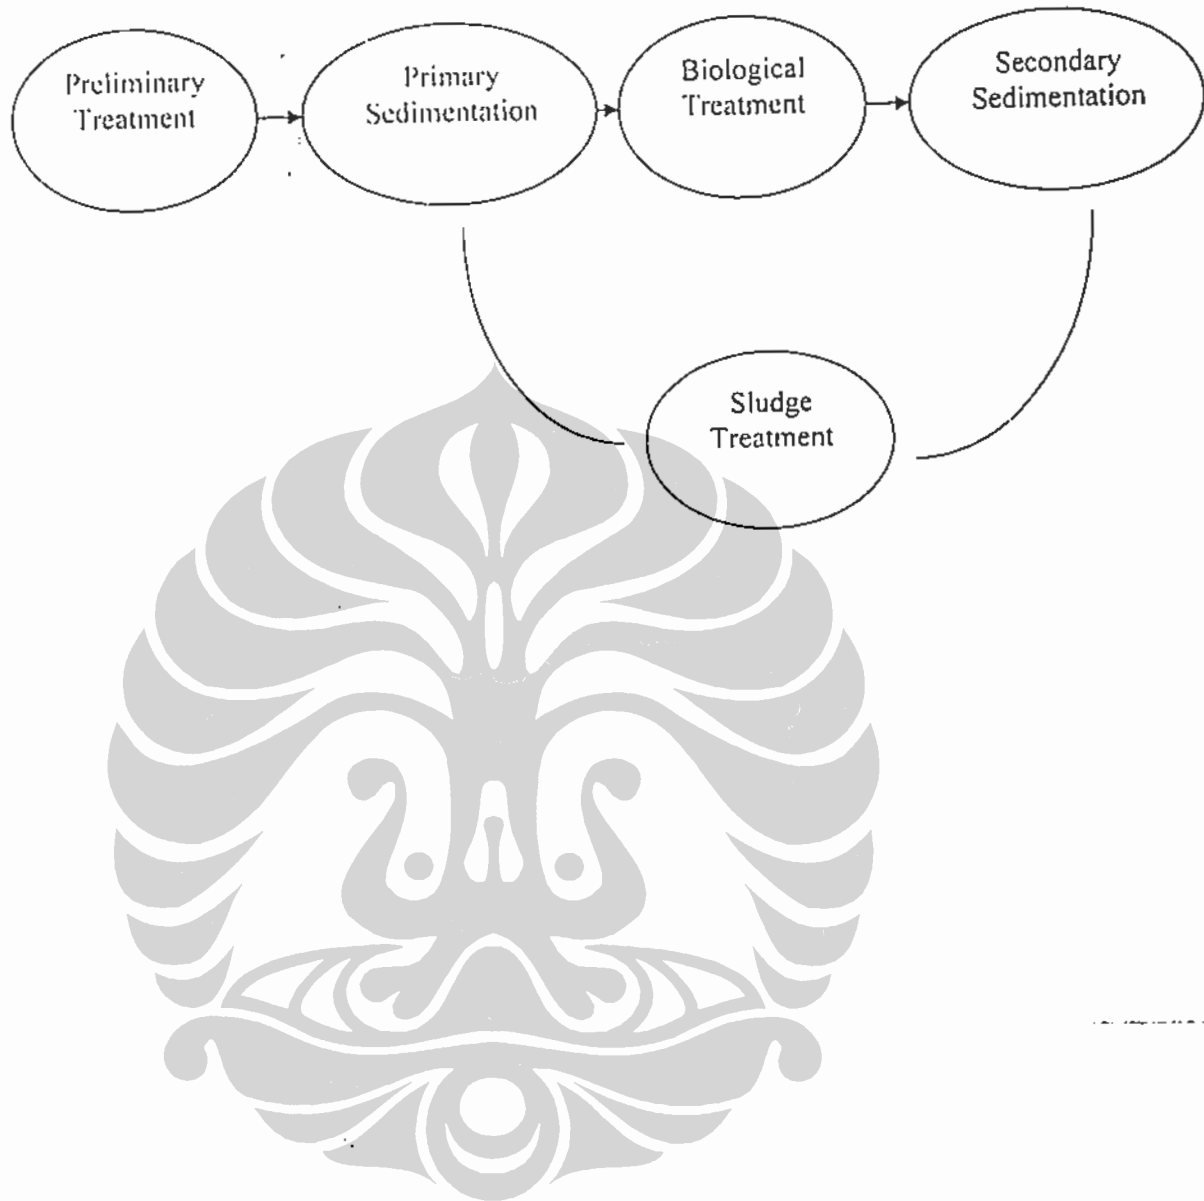 Preliminary
Treatment
Primary
Sedimentation
Biological
Treatment
Secondary
Sedimentation
Sludge
Treatment